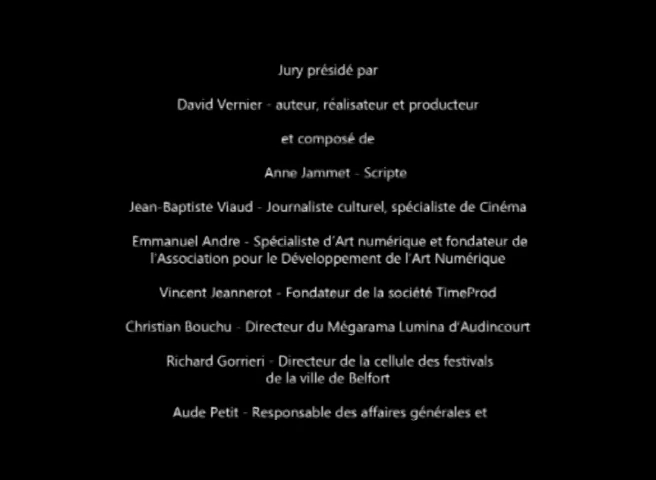 Jury présidé par
David Vernier - auteur, réalisateur et producteur
et composé de
Anne Jammet - Scripte
Jean-Baptiste Viaud - Journaliste culturel, spécialiste de Cinéma
Emmanuel Andre - Spécialiste d'Art numérique et fondateur de
l'Association pour le Développement de l'Art Numérique
Vincent Jeannerot - Fondateur de la société TimeProd
Christian Bouchu - Directeur du Mégarama Lumina d'Audincourt
Richard Gorrieri - Directeur de la cellule des festivals
de la ville de Belfort
Aude Petit - Responsable des affaires générales et